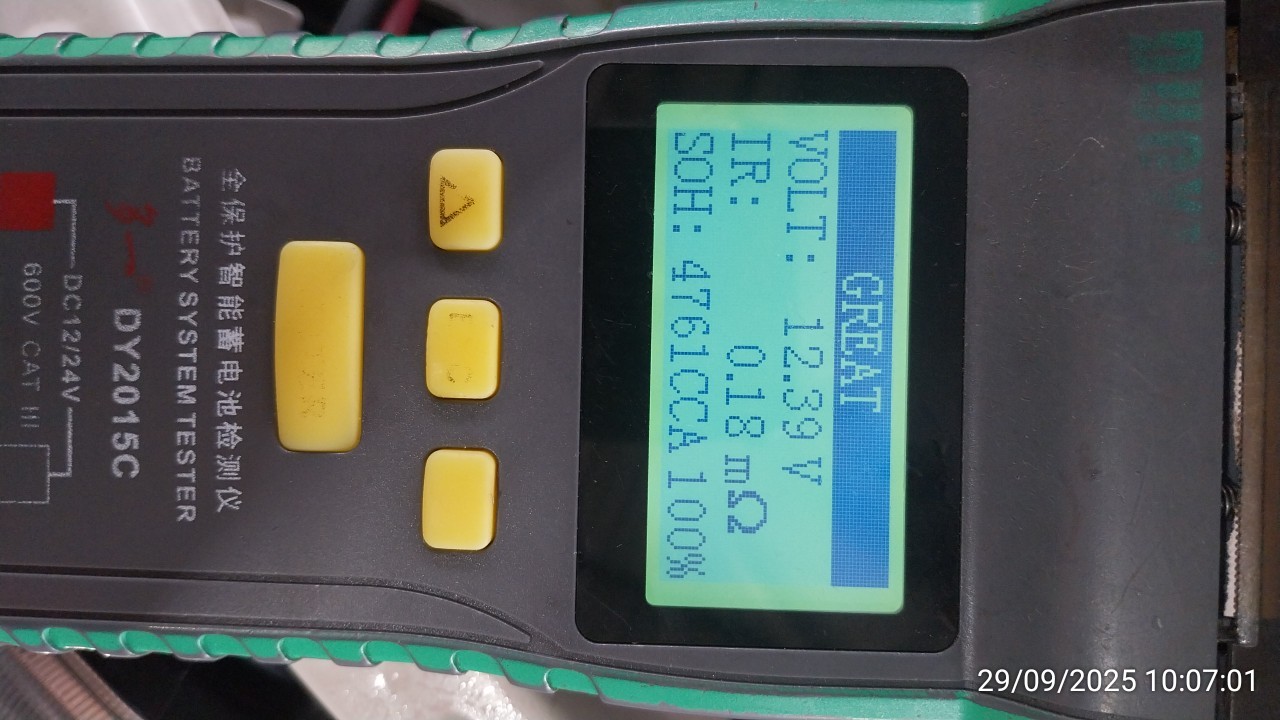 GREAT
VOLT: 12.39 V
IR: 0.18 mΩ
SOH: 4761CCA 100%
全保护智能蓄电池检测仪
BATTERY SYSTEM TESTER
DY2015C
DC12/24V
600V CAT III
29/09/2025 10:07:01